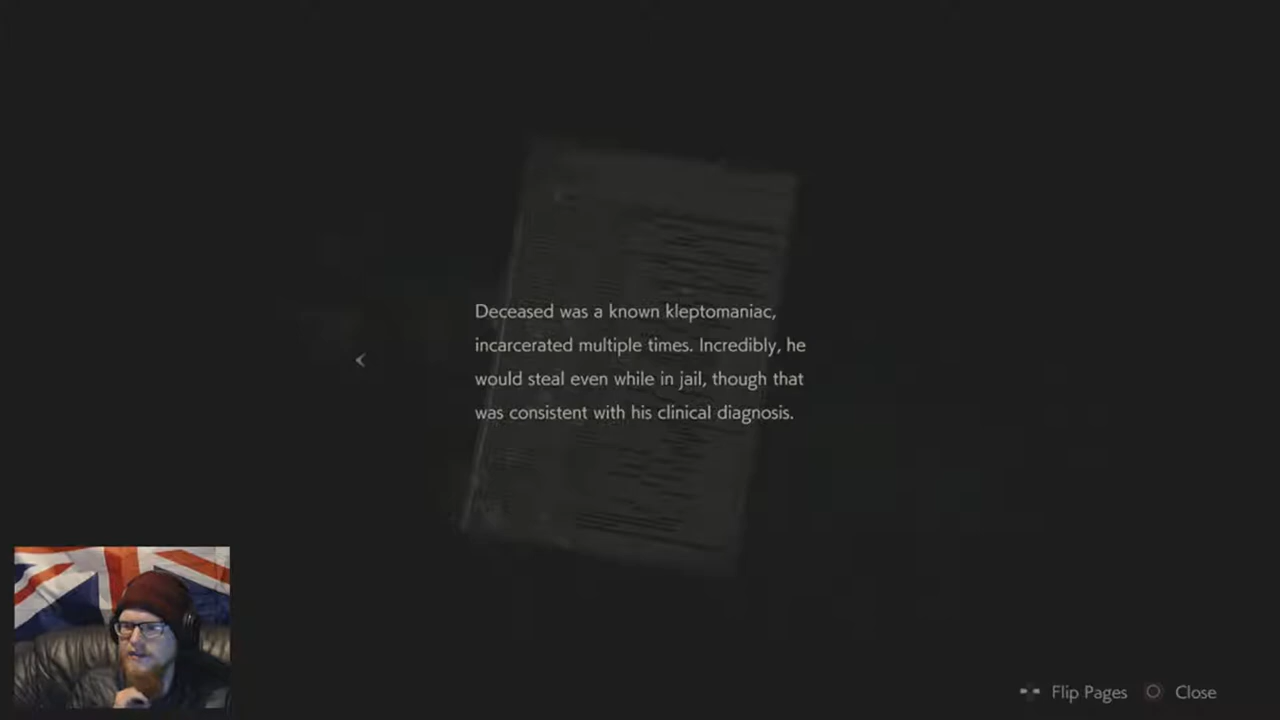 Deceased was a known kleptomaniac,
incarcerated multiple times. Incredibly, he
would steal even while in jail, though that
was consistent with his clinical diagnosis.
Flip Pages Close